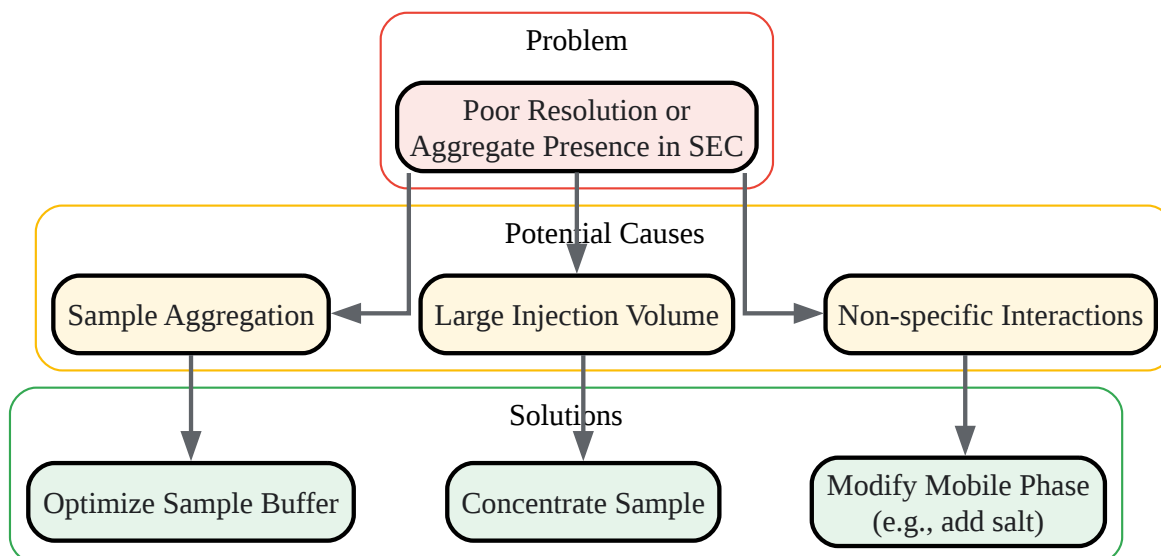 Problem
Poor Resolution or
Aggregate Presence in SEC
Potential Causes
Sample Aggregation
Large Injection Volume
Non-specific Interactions
Solutions
Optimize Sample Buffer
Concentrate Sample
Modify Mobile Phase
(e.g., add salt)